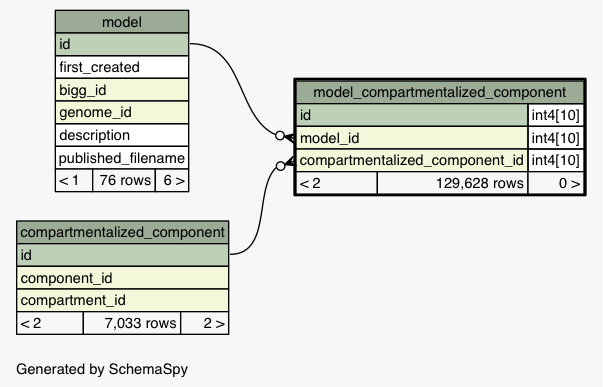 model
id
first_created
bigg_id
genome_id
description
published_filename
< 1 76 rows 6 >
model_compartmentalized_component
id int4[10]
model_id int4[10]
compartmentalized_component_id int4[10]
< 2 129,628 rows 0 >
compartmentalized_component
id
component_id
compartment_id
< 2 7,033 rows 2 >
Generated by SchemaSpy